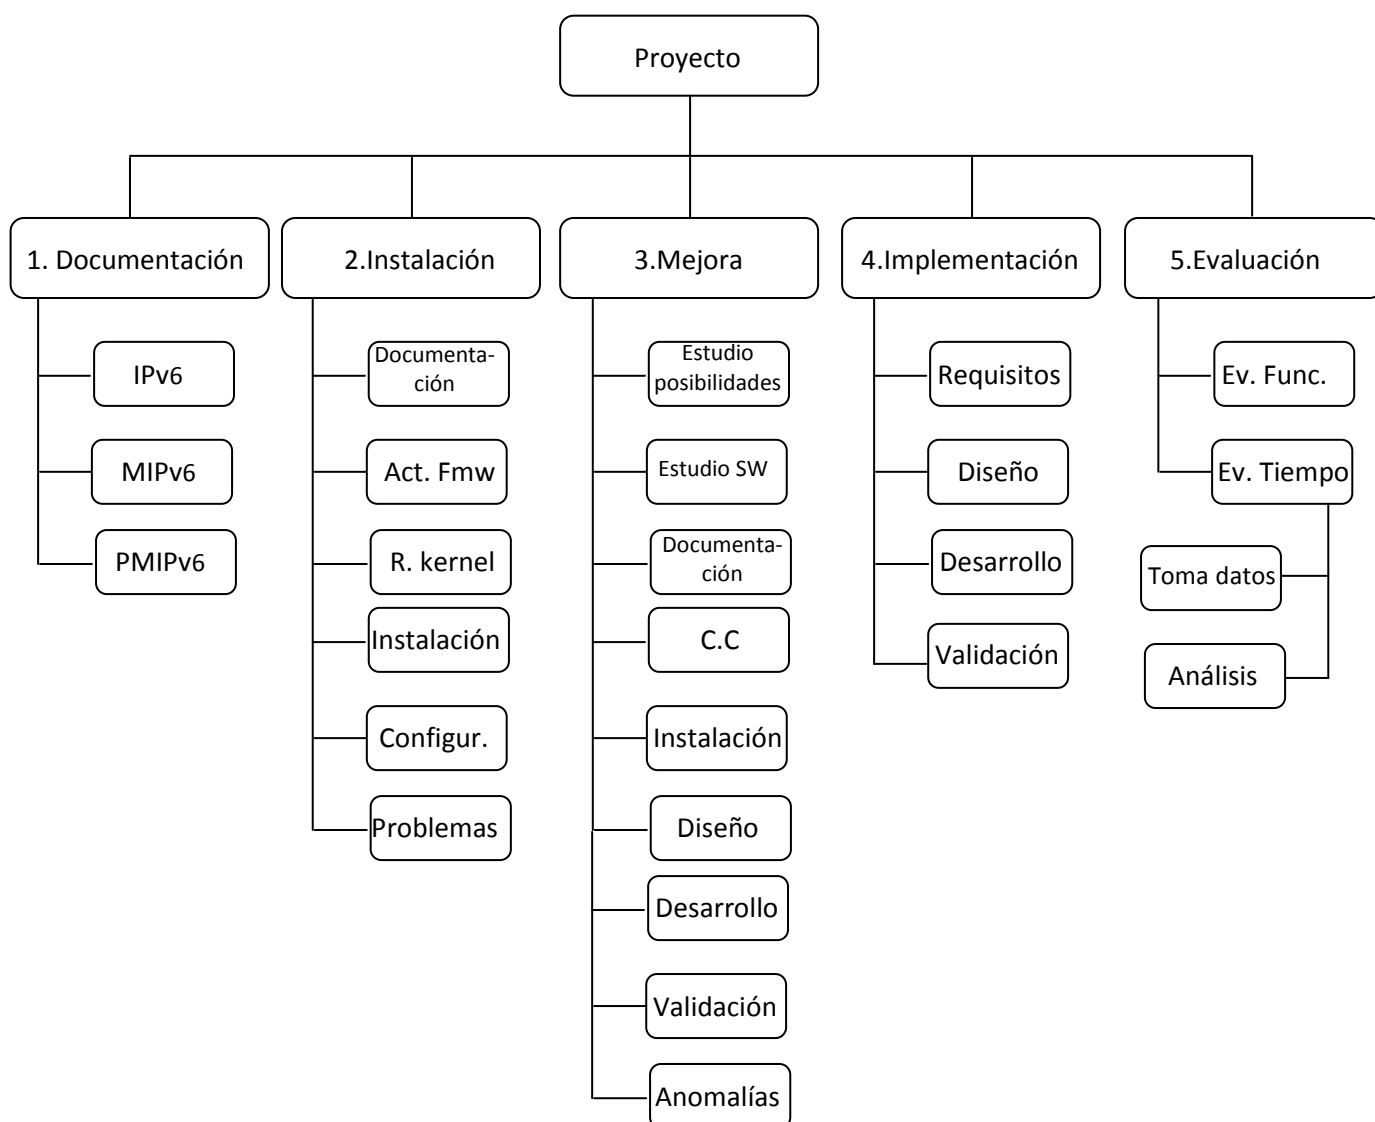 Proyecto
1. Documentación
2.Instalación
3.Mejora
4.Implementación
5.Evaluación
IPv6
MIPv6
PMIPv6
Documenta-
ción
Act. Fmw
R. kernel
Instalación
Configur.
Problemas
Estudio
posibilidades
Estudio SW
Documenta-
ción
C.C
Instalación
Diseño
Desarrollo
Validación
Anomalías
Requisitos
Diseño
Desarrollo
Validación
Ev. Func.
Ev. Tiempo
Toma datos
Análisis